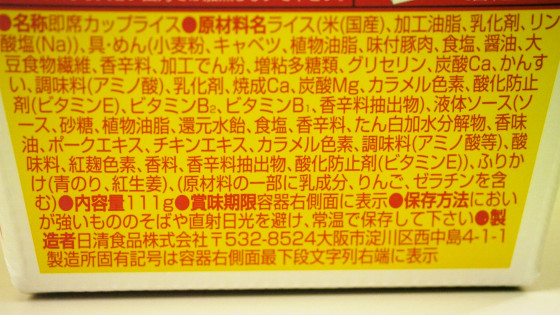 ●名称即席カップライス●原材料名ライス(米(国産)、加工油脂、乳化剤、リン
酸塩(Na))、具・めん(小麦粉、キャベツ、植物油脂、味付豚肉、食塩、醤油、大
豆食物繊維、香辛料、加工でん粉、増粘多糖類、グリセリン、炭酸Ca、かんす
い、調味料(アミノ酸)、乳化剤、焼成Ca、炭酸Mg、カラメル色素、酸化防止
剤(ビタミンE)、ビタミンB₂、ビタミンB₁、香辛料抽出物)、液体ソース(ソ
ース、砂糖、植物油脂、還元水飴、食塩、香辛料、たん白加水分解物、香味
油、ポークエキス、チキンエキス、カラメル色素、調味料(アミノ酸等)、酸
味料、紅麹色素、香料、香辛料抽出物、酸化防止剤(ビタミンE))、ふりか
け(青のり、紅生姜)、(原材料の一部に乳成分、りんご、ゼラチンを含
む)●内容量111g●賞味期限容器右側面に表示●保存方法におい
が強いもののそばや直射日光を避け、常温で保存して下さい●製
造者日清食品株式会社〒532-8524大阪市淀川区西中島4-1-1
製造所固有記号は容器右側面最下段文字列右端に表示